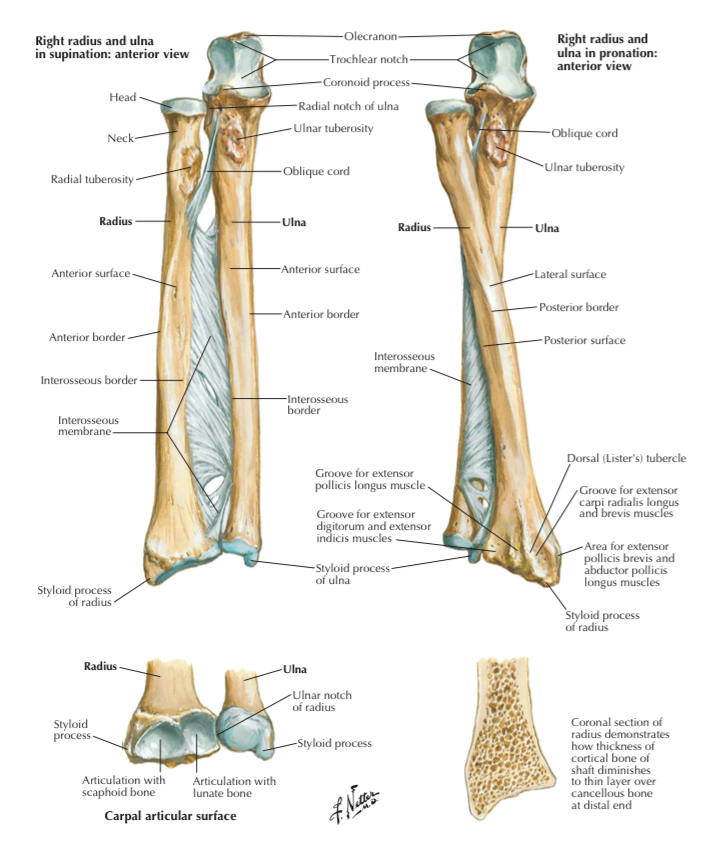 Right radius and ulna
in supination: anterior view
Olecranon
Trochlear notch
Coronoid process
Right radius and
ulna in pronation:
anterior view
Head
Radial notch of ulna
Neck
Ulnar tuberosity
Radial tuberosity
Oblique cord
Radius
Ulna
Anterior surface
Anterior surface
Anterior border
Anterior border
Interosseous border
Interosseous
border
Interosseous
membrane
Styloid process
of radius
Styloid process
of ulna
Oblique cord
Ulnar tuberosity
Radius
Ulna
Lateral surface
Posterior border
Posterior surface
Interosseous
membrane
Dorsal (Lister's) tubercle
Groove for extensor
pollicis longus muscle
Groove for extensor
carpi radialis longus
and brevis muscles
Groove for extensor
digitorum and extensor
indicis muscles
Area for extensor
pollicis brevis and
abductor pollicis
longus muscles
Styloid process
of radius
Radius
Ulna
Ulnar notch
of radius
Styloid
process
Styloid process
Articulation with
scaphoid bone
Articulation with
lunate bone
Carpal articular surface
F. Netter
M.D.
Coronal section of
radius demonstrates
how thickness of
cortical bone of
shaft diminishes
to thin layer over
cancellous bone
at distal end